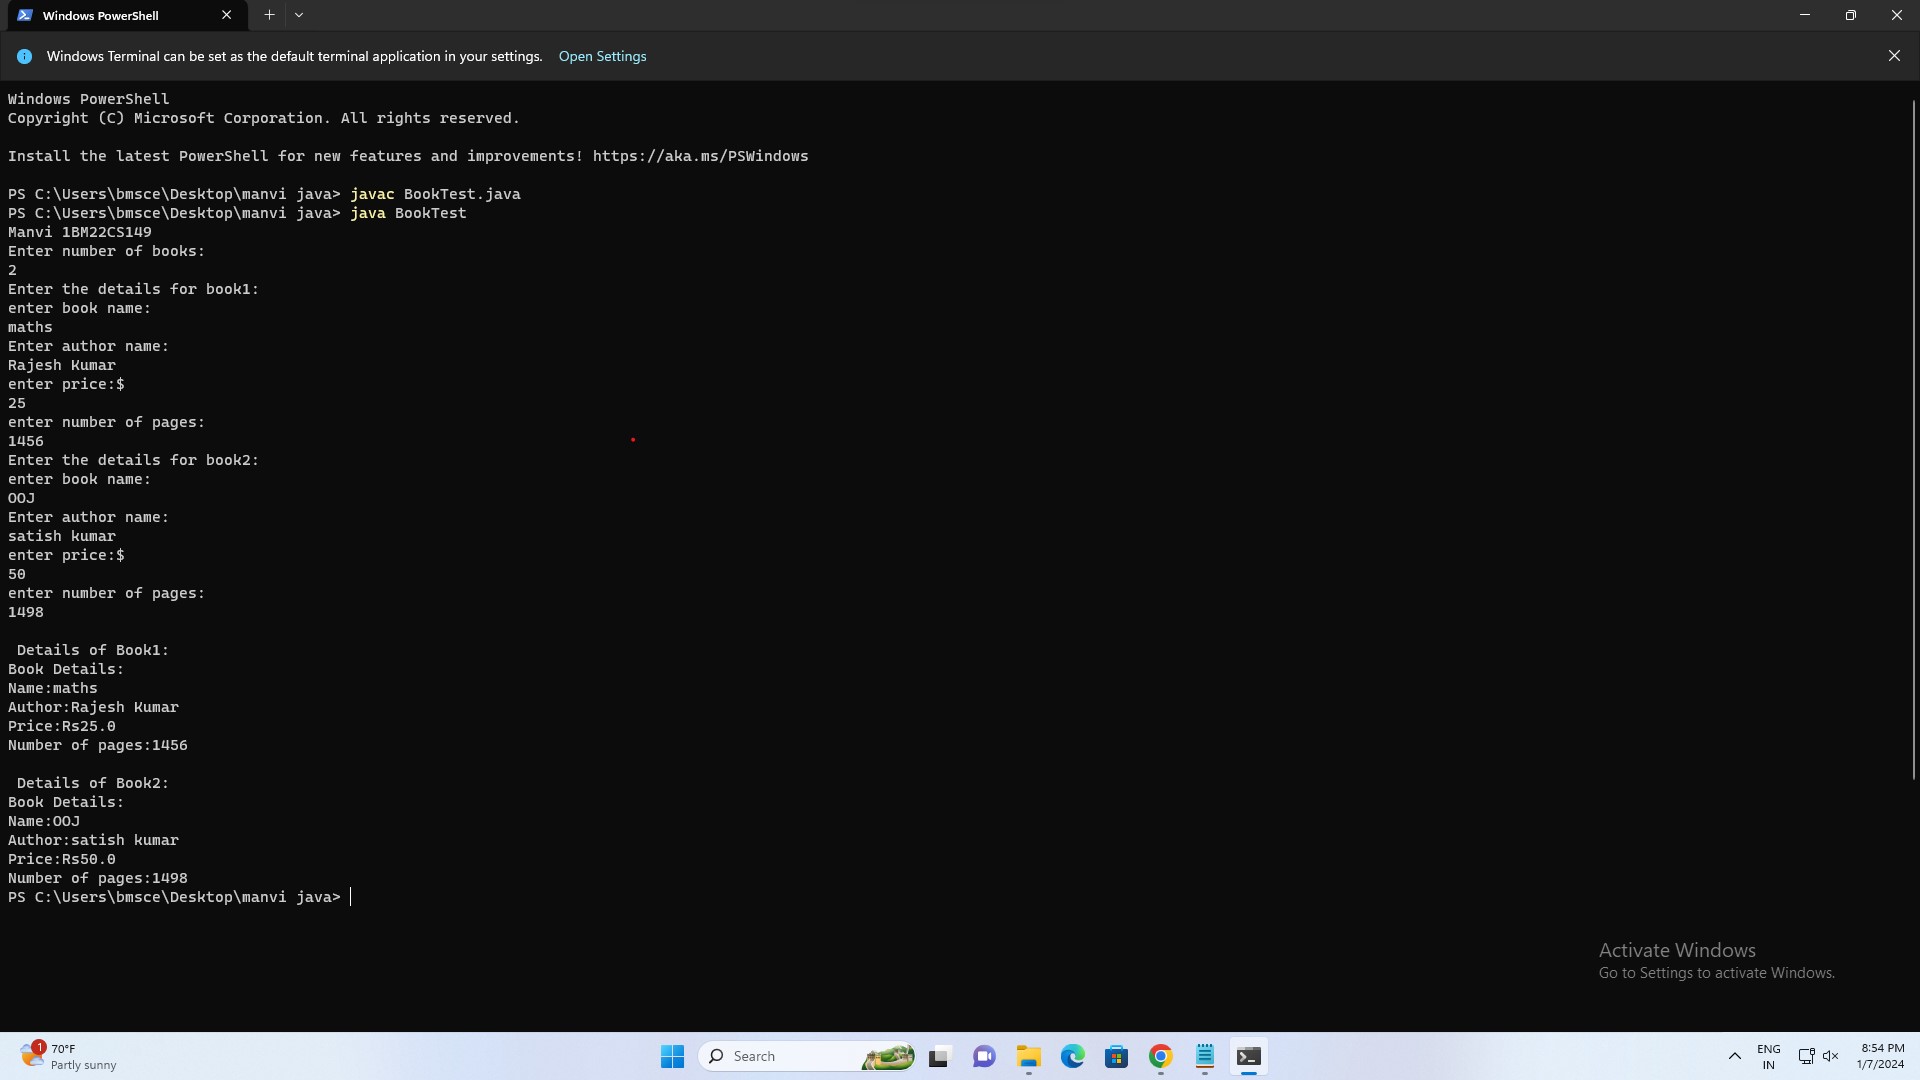 Windows PowerShell
Windows Terminal can be set as the default terminal application in your settings. Open Settings
Windows PowerShell
Copyright (C) Microsoft Corporation. All rights reserved.
Install the latest PowerShell for new features and improvements! https://aka.ms/PSWindows
PS C:\Users\bmsce\Desktop\manvi java> javac BookTest.java
PS C:\Users\bmsce\Desktop\manvi java> java BookTest
Manvi 1BM22CS149
Enter number of books:
2
Enter the details for book1:
enter book name:
maths
Enter author name:
Rajesh Kumar
enter price:$
25
enter number of pages:
1456
Enter the details for book2:
enter book name:
OOJ
Enter author name:
satish kumar
enter price:$
50
enter number of pages:
1498
Details of Book1:
Book Details:
Name:maths
Author:Rajesh Kumar
Price:Rs25.0
Number of pages:1456
Details of Book2:
Book Details:
Name:OOJ
Author:satish kumar
Price:Rs50.0
Number of pages:1498
PS C:\Users\bmsce\Desktop\manvi java>
Activate Windows
Go to Settings to activate Windows.
1
70°F
Partly sunny
Search
ENG
IN
8:54 PM
1/7/2024